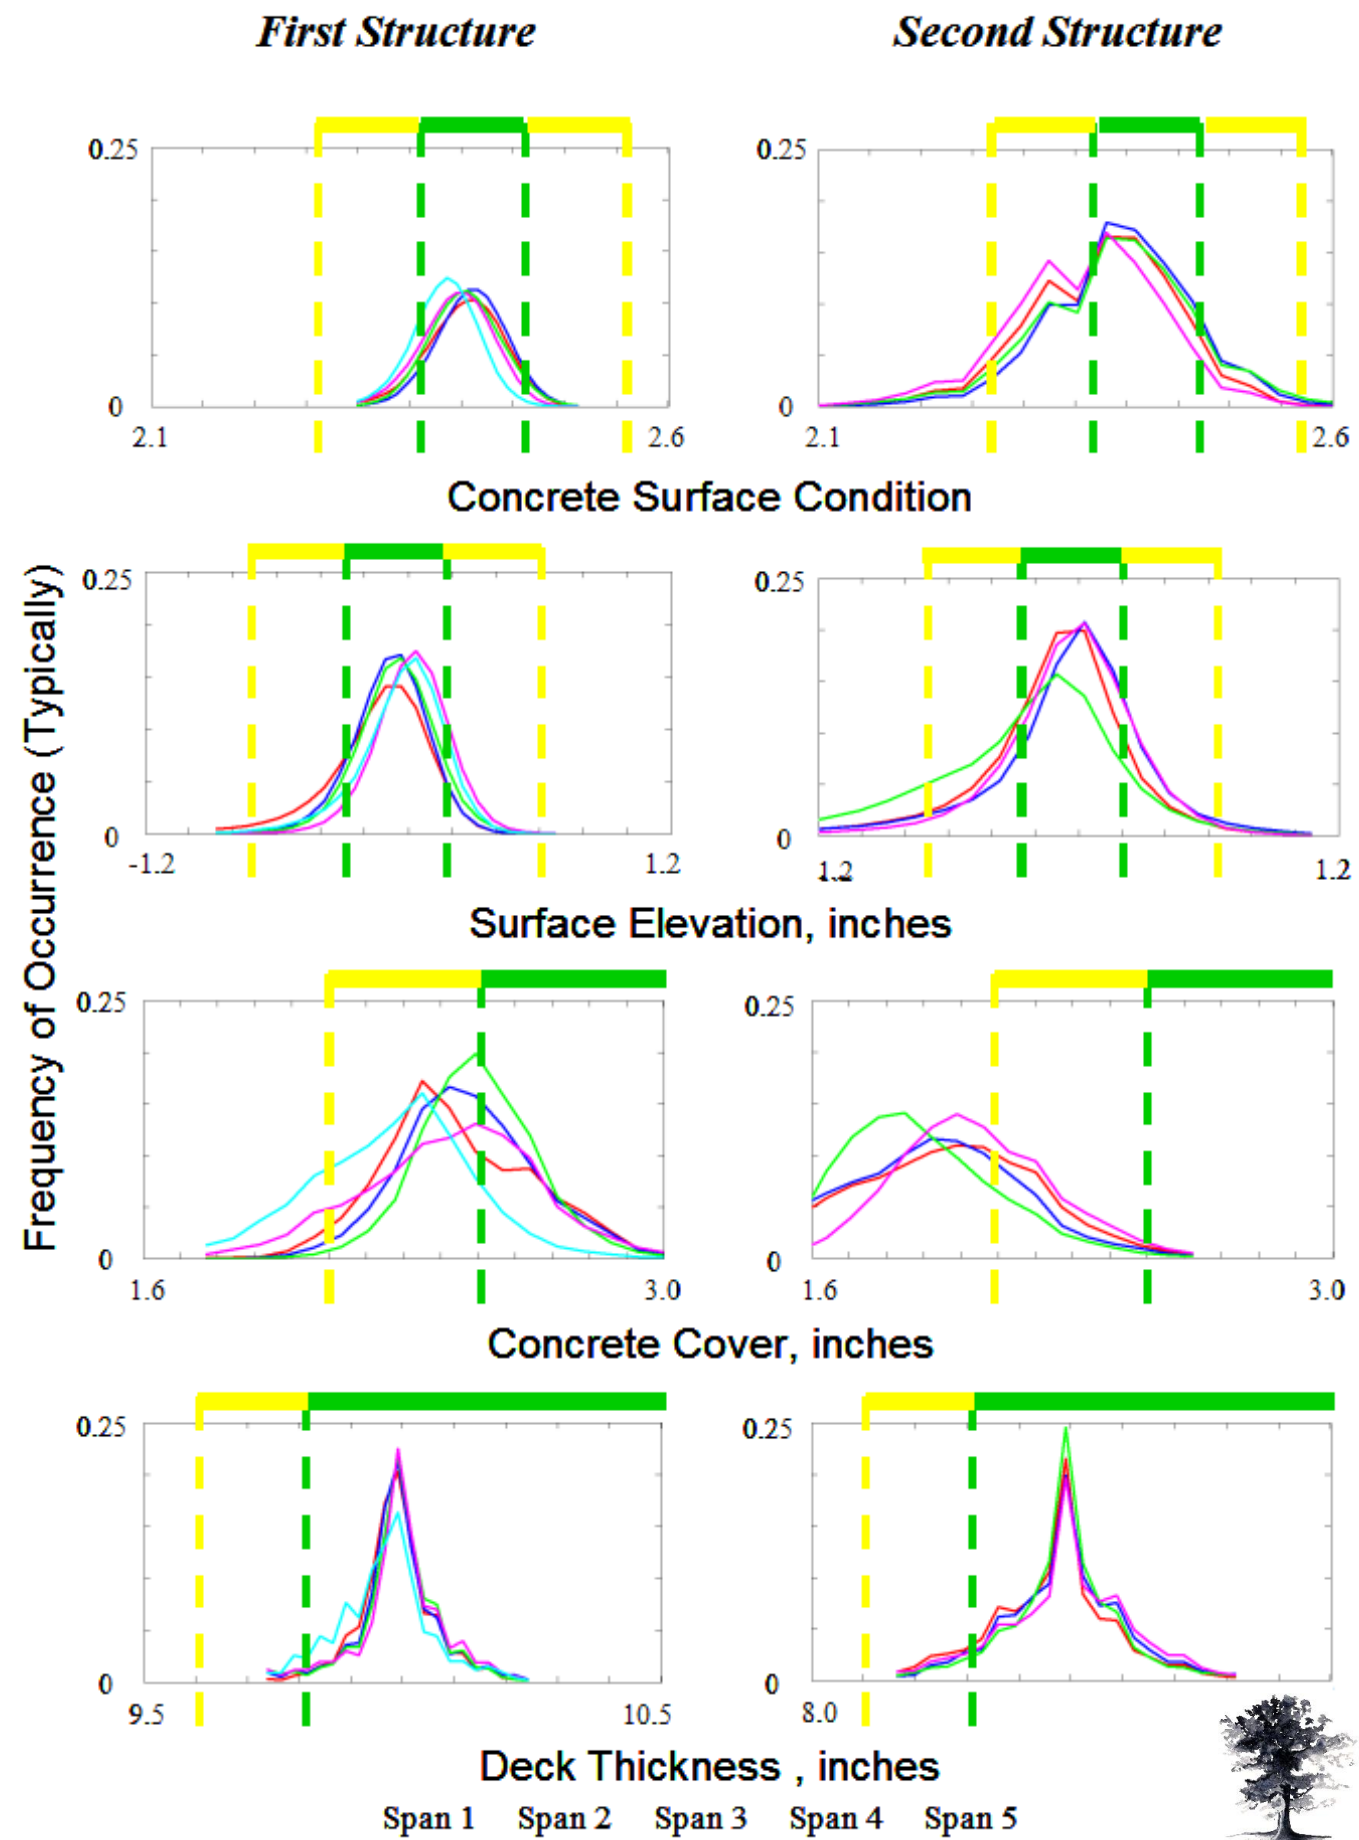 First Structure Second Structure
0.25 0.25
0 0
2.1 2.6 2.1 2.6
Concrete Surface Condition
Frequency of Occurrence (Typically)
0.25 0.25
0 0
-1.2 1.2 1.2 1.2
Surface Elevation, inches
0.25 0.25
0 0
1.6 3.0 1.6 3.0
Concrete Cover, inches
0.25 0.25
0 0
9.5 10.5 8.0
Deck Thickness , inches
Span 1 Span 2 Span 3 Span 4 Span 5